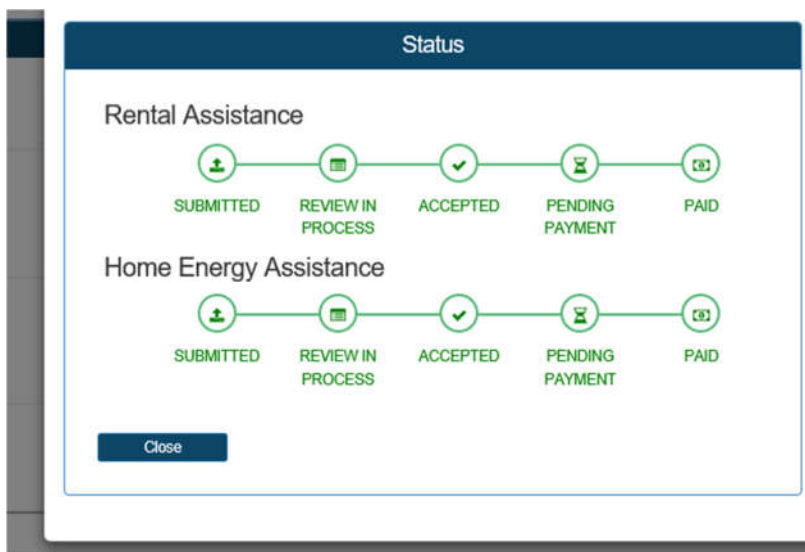 Status
Rental Assistance
SUBMITTED
REVIEW IN
PROCESS
ACCEPTED
PENDING
PAYMENT
PAID
Home Energy Assistance
SUBMITTED
REVIEW IN
PROCESS
ACCEPTED
PENDING
PAYMENT
PAID
Close